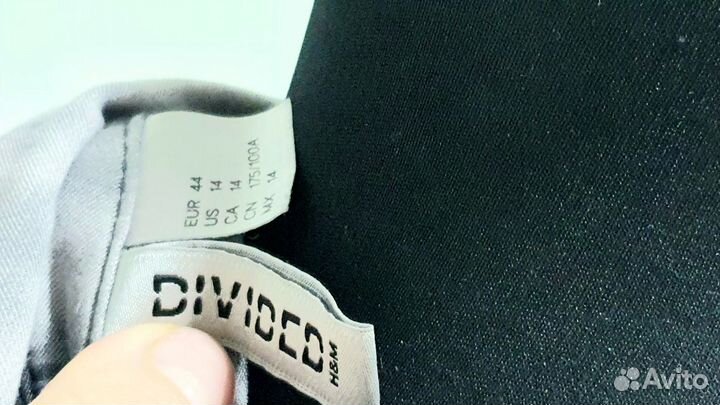 EUR 44
US 14
CA 14
CN 175/100A
MX 14
DIVIDED
H&M
Avito